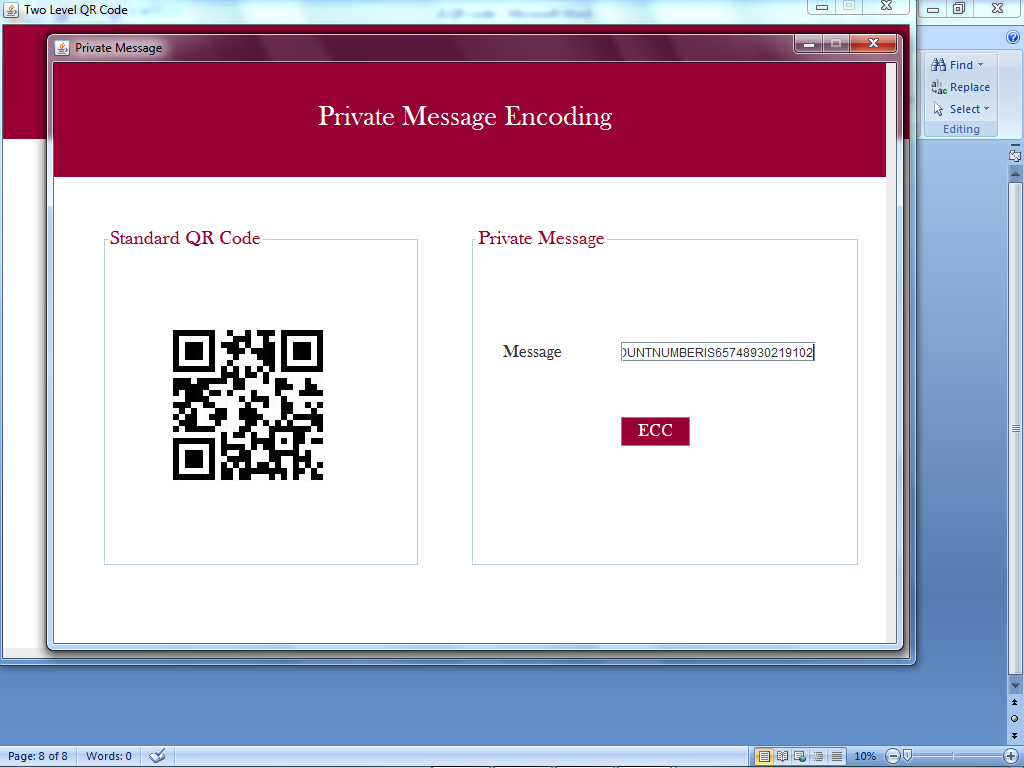 Two Level QR Code
Private Message
Find
Replace
Select
Editing
Private Message Encoding
Standard QR Code
Private Message
Message
OUNTNUMBERIS65748930219102
ECC
Page: 8 of 8
Words: 0
10%